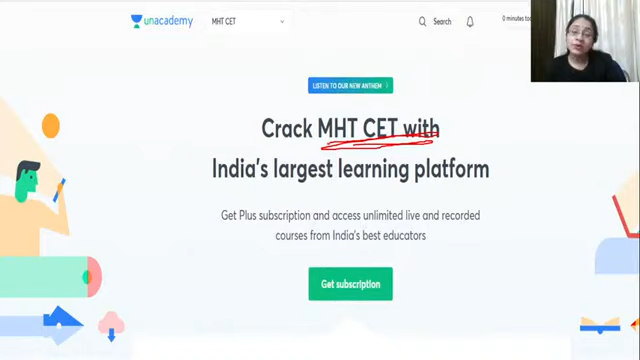 unacademy
MHT CET
Search
0 minutes
LISTEN TO OUR NEW ANTHEM
Crack MHT CET with
India's largest learning platform
Get Plus subscription and access unlimited live and recorded
courses from India's best educators
Get subscription